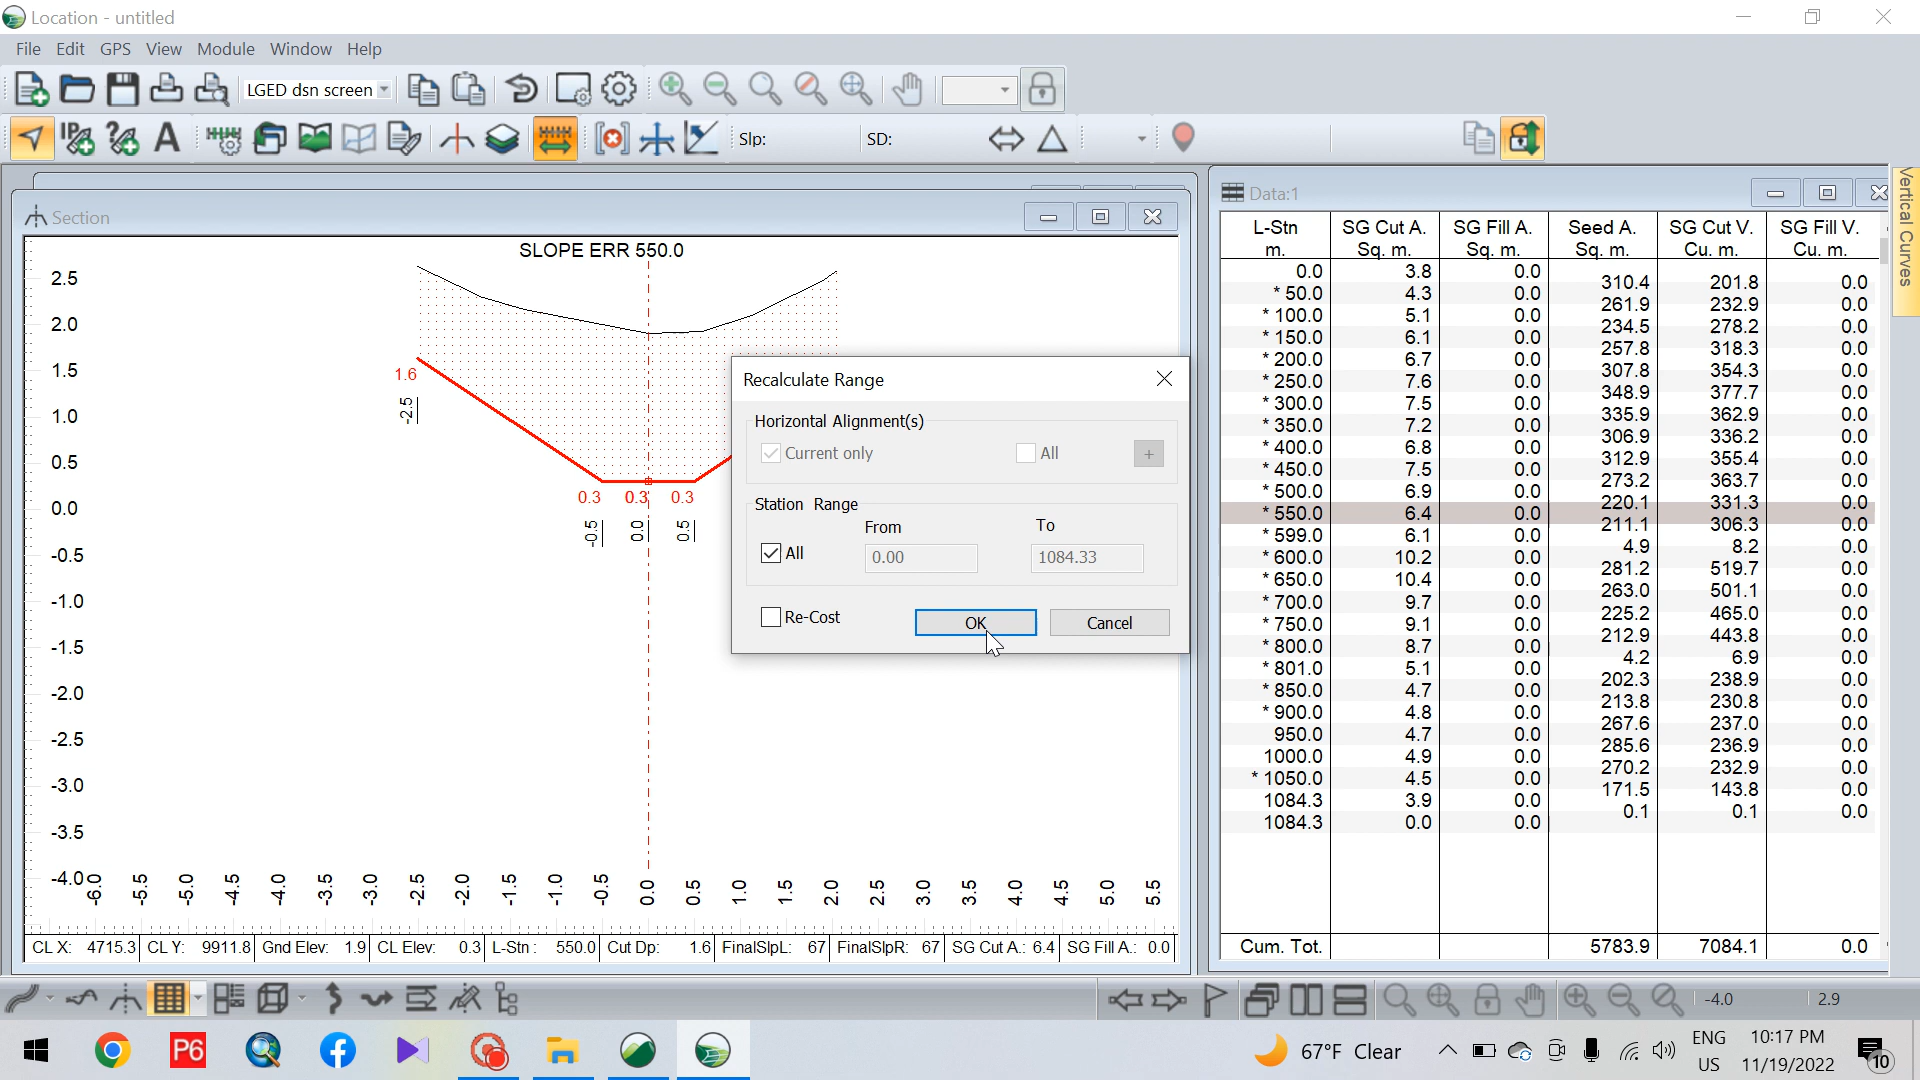 Location - untitled
File Edit GPS View Module Window Help
LGED dsn screen
Slp: SD:
Section
SLOPE ERR 550.0
2.5
2.0
1.5
1.0
0.5
0.0
-0.5
-1.0
-1.5
-2.0
-2.5
-3.0
-3.5
-4.0
1.6
-2.5
0.3 0.3 0.3
-0.5 0.0 0.5
-6.0 -5.5 -5.0 -4.5 -4.0 -3.5 -3.0 -2.5 -2.0 -1.5 -1.0 -0.5 0.0 0.5 1.0 1.5 2.0 2.5 3.0 3.5 4.0 4.5 5.0 5.5
CL X: 4715.3 CL Y: 9911.8 Gnd Elev: 1.9 CL Elev: 0.3 L-Stn : 550.0 Cut Dp: 1.6 FinalSlpL: 67 FinalSlpR: 67 SG Cut A.: 6.4 SG Fill A.: 0.0
Recalculate Range
Horizontal Alignment(s)
Current only All +
Station Range
From To
All 0.00 1084.33
Re-Cost OK Cancel
Data:1
Vertical Curves
L-Stn SG Cut A. SG Fill A. Seed A. SG Cut V. SG Fill V.
m. Sq. m. Sq. m. Sq. m. Cu. m. Cu. m.
0.0 3.8 0.0
310.4 201.8 0.0
* 50.0 4.3 0.0
261.9 232.9 0.0
* 100.0 5.1 0.0
234.5 278.2 0.0
* 150.0 6.1 0.0
257.8 318.3 0.0
* 200.0 6.7 0.0
307.8 354.3 0.0
* 250.0 7.6 0.0
348.9 377.7 0.0
* 300.0 7.5 0.0
335.9 362.9 0.0
* 350.0 7.2 0.0
306.9 336.2 0.0
* 400.0 6.8 0.0
312.9 355.4 0.0
* 450.0 7.5 0.0
273.2 363.7 0.0
* 500.0 6.9 0.0
220.1 331.3 0.0
* 550.0 6.4 0.0
211.1 306.3 0.0
* 599.0 6.1 0.0
4.9 8.2 0.0
* 600.0 10.2 0.0
281.2 519.7 0.0
* 650.0 10.4 0.0
263.0 501.1 0.0
* 700.0 9.7 0.0
225.2 465.0 0.0
* 750.0 9.1 0.0
212.9 443.8 0.0
* 800.0 8.7 0.0
4.2 6.9 0.0
* 801.0 5.1 0.0
202.3 238.9 0.0
* 850.0 4.7 0.0
213.8 230.8 0.0
* 900.0 4.8 0.0
267.6 237.0 0.0
950.0 4.7 0.0
285.6 236.9 0.0
1000.0 4.9 0.0
270.2 232.9 0.0
* 1050.0 4.5 0.0
171.5 143.8 0.0
1084.3 3.9 0.0
0.1 0.1 0.0
1084.3 0.0 0.0
Cum. Tot. 5783.9 7084.1 0.0
-4.0 2.9
P6
67°F Clear
ENG
US
10:17 PM
11/19/2022
10